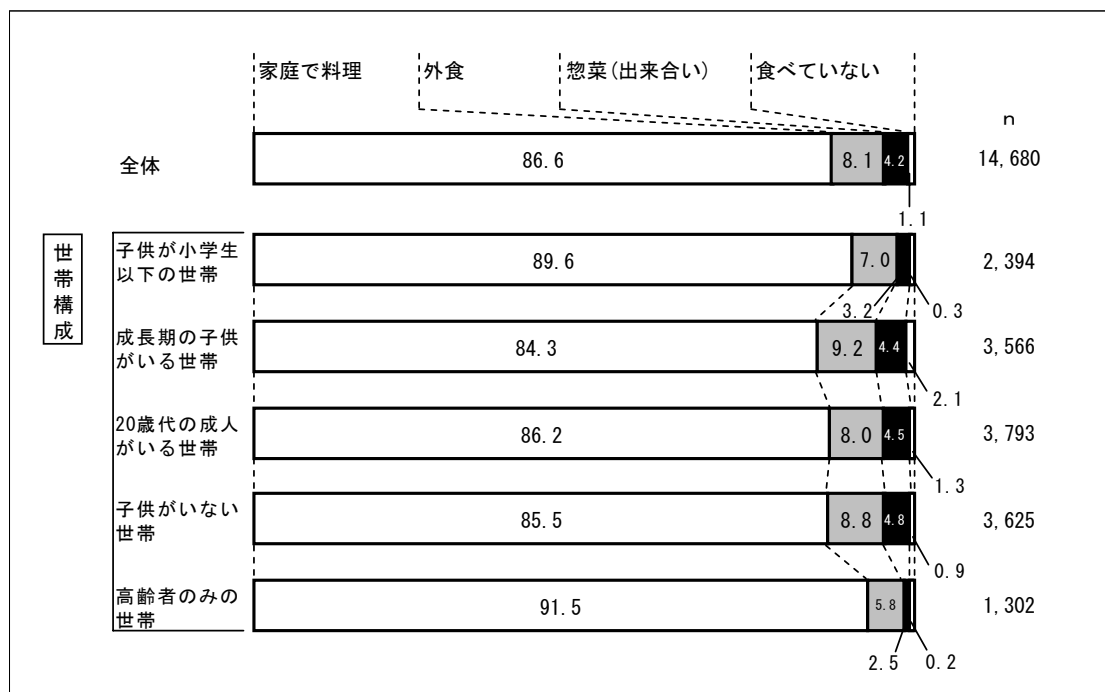 家庭で料理 外食 惣菜(出来合い) 食べていない
n
全体 86.6 8.1 4.2 14,680
1.1
世帯構成
子供が小学生
以下の世帯
89.6 7.0 2,394
3.2 0.3
成長期の子供
がいる世帯
84.3 9.2 4.4 3,566
2.1
20歳代の成人
がいる世帯
86.2 8.0 4.5 3,793
1.3
子供がいない
世帯
85.5 8.8 4.8 3,625
0.9
高齢者のみの
世帯
91.5 5.8 1,302
2.5 0.2